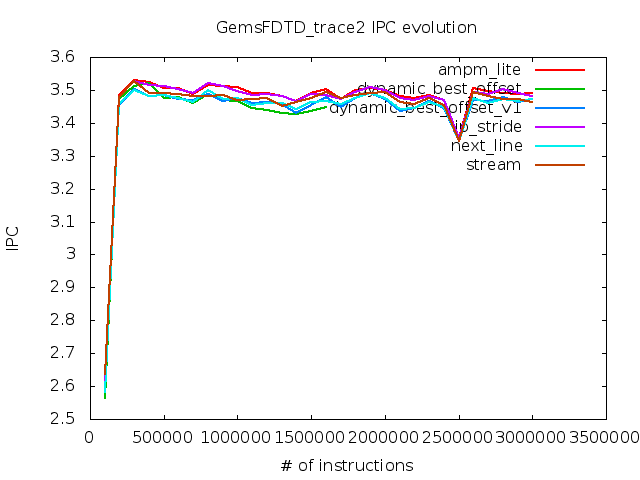 GemsFDTD_trace2 IPC evolution
3.6
3.5
3.4
3.3
3.2
3.1
3
2.9
2.8
2.7
2.6
2.5
IPC
ampm_lite
dynamic_best_offset
dynamic_best_offset_v1
ip_stride
next_line
stream
0 500000 1000000 1500000 2000000 2500000 3000000 3500000
# of instructions